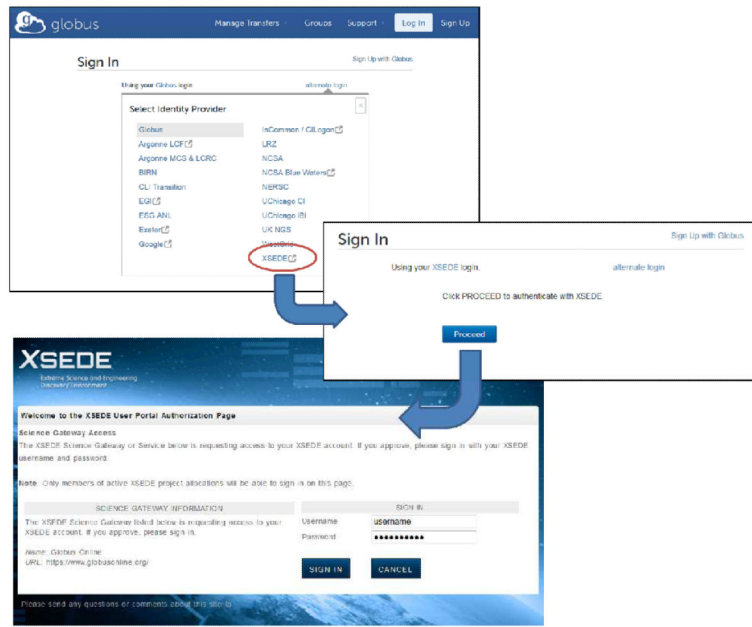 globus
Manage Transfers Groups Support Log In Sign Up
Sign In
Sign Up with Globus
Using your Globus login
alternate login
Select Identity Provider
x
Globus
Argonne LCF
Argonne MCS & LCRC
BIRN
CLI Transition
EGI
ESG ANL
Exeter
Google
InCommon / CILogon
LRZ
NCSA
NCSA Blue Waters
NERSC
UChicago CI
UChicago ISI
UK NGS
WestGrid
XSEDE
Sign In
Sign Up with Globus
Using your XSEDE login.
alternate login
Click PROCEED to authenticate with XSEDE.
Proceed
XSEDE
Extreme Science and Engineering
Discovery Environment
Welcome to the XSEDE User Portal Authorization Page
Science Gateway Access
The XSEDE Science Gateway or Service below is requesting access to your XSEDE account. If you approve, please sign in with your XSEDE
username and password.
Note: Only members of active XSEDE project allocations will be able to sign in on this page.
SCIENCE GATEWAY INFORMATION
The XSEDE Science Gateway listed below is requesting access to your
XSEDE account. If you approve, please sign in.
Name: Globus Online
URL: https://www.globusonline.org/
SIGN IN
Username username
Password ••••••••••
SIGN IN CANCEL
Please send any questions or comments about this site to